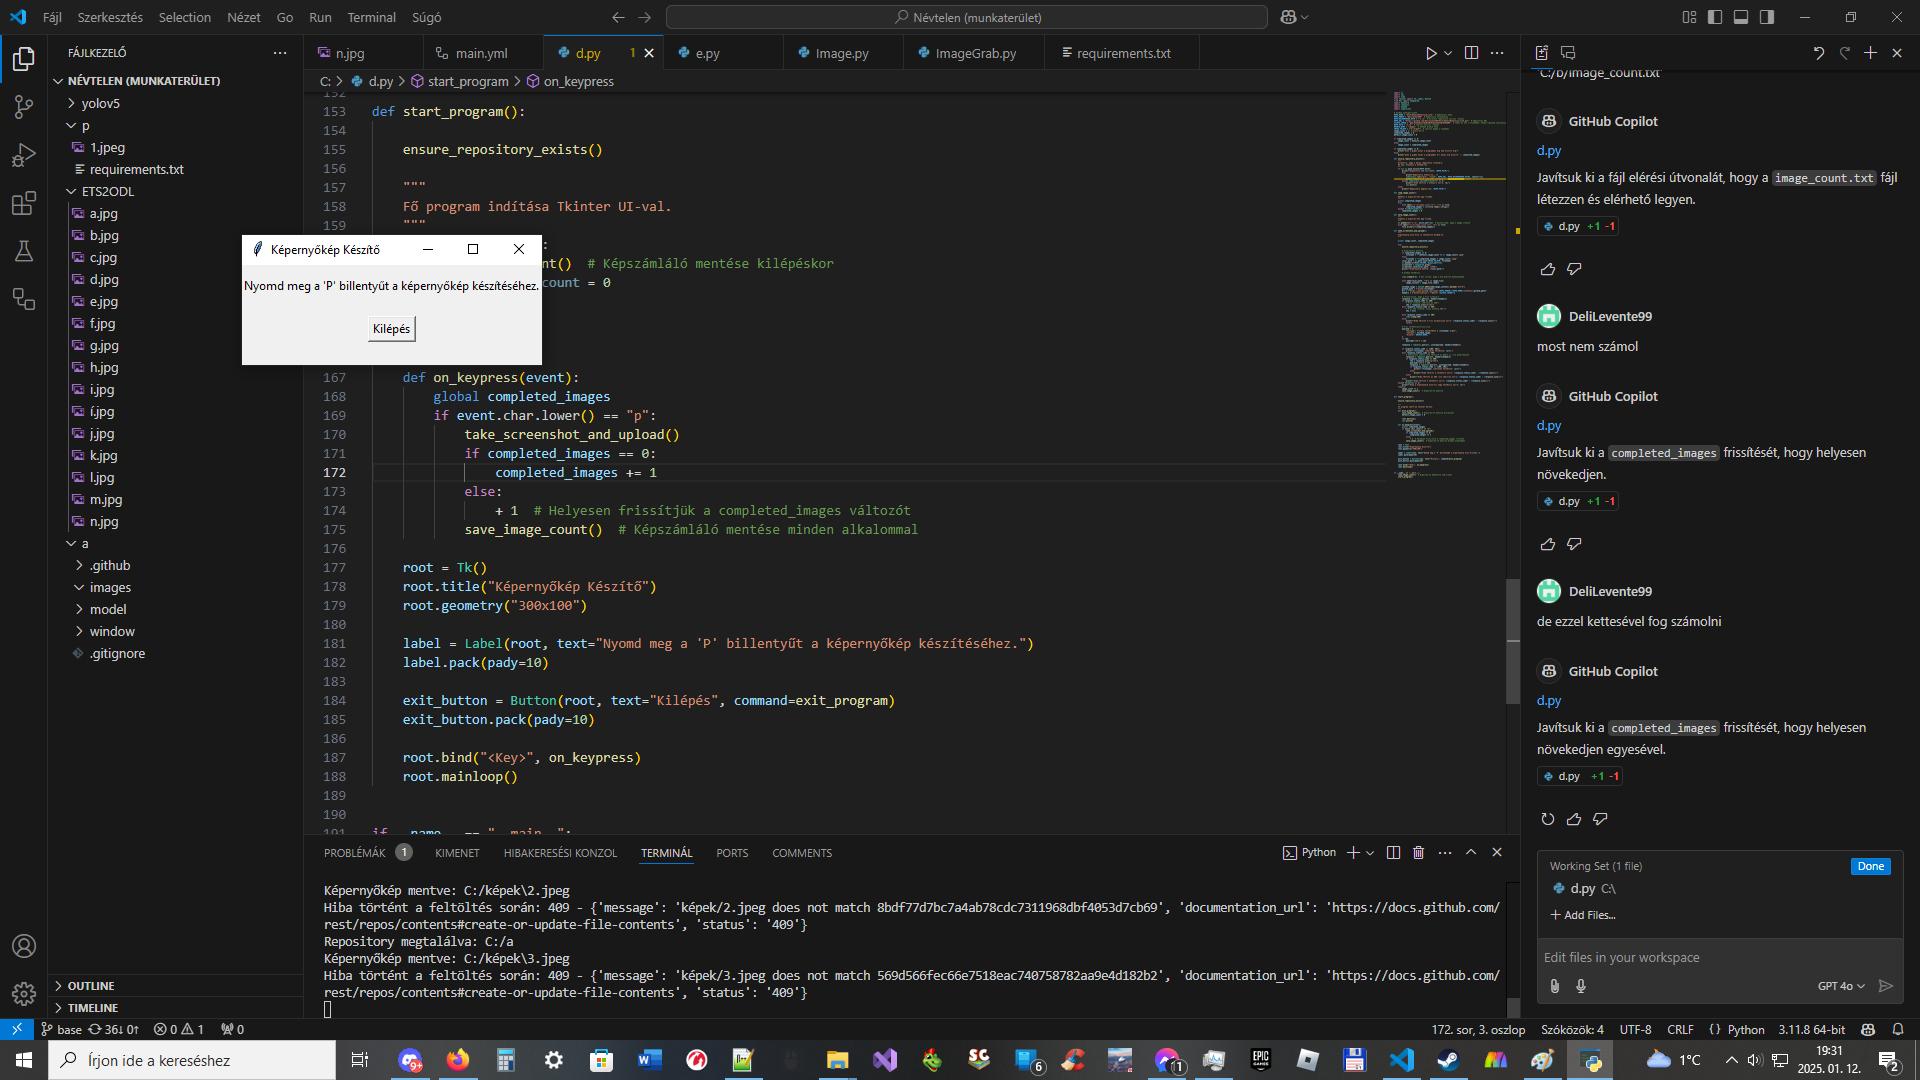 Fájl Szerkesztés Selection Nézet Go Run Terminal Súgó
Névtelen (munkaterület)
FÁJLKEZELŐ
NÉVTELEN (MUNKATERÜLET)
yolov5
p
1.jpeg
requirements.txt
ETS2ODL
a.jpg
b.jpg
c.jpg
d.jpg
e.jpg
f.jpg
g.jpg
h.jpg
i.jpg
í.jpg
j.jpg
k.jpg
l.jpg
m.jpg
n.jpg
a
.github
images
model
window
.gitignore
OUTLINE
TIMELINE
n.jpg main.yml d.py 1 e.py Image.py ImageGrab.py requirements.txt
C: d.py start_program on_keypress
152
153 def start_program():
154
155 ensure_repository_exists()
156
157 """
158 Fő program indítása Tkinter UI-val.
159 """
:
nt() # Képszámláló mentése kilépéskor
count = 0
Képernyőkép Készítő
Nyomd meg a 'P' billentyűt a képernyőkép készítéséhez.
Kilépés
167 def on_keypress(event):
168 global completed_images
169 if event.char.lower() == "p":
170 take_screenshot_and_upload()
171 if completed_images == 0:
172 completed_images += 1
173 else:
174 + 1 # Helyesen frissítjük a completed_images változót
175 save_image_count() # Képszámláló mentése minden alkalommal
176
177 root = Tk()
178 root.title("Képernyőkép Készítő")
179 root.geometry("300x100")
180
181 label = Label(root, text="Nyomd meg a 'P' billentyűt a képernyőkép készítéséhez.")
182 label.pack(pady=10)
183
184 exit_button = Button(root, text="Kilépés", command=exit_program)
185 exit_button.pack(pady=10)
186
187 root.bind("<Key>", on_keypress)
188 root.mainloop()
189
190
191 if __name__ == "__main__":
PROBLÉMÁK 1 KIMENET HIBAKERESÉSI KONZOL TERMINÁL PORTS COMMENTS
Python
Képernyőkép mentve: C:/képek\2.jpeg
Hiba történt a feltöltés során: 409 - {'message': 'képek/2.jpeg does not match 8bdf77d7bc7a4ab78cdc7311968dbf4053d7cb69', 'documentation_url': 'https://docs.github.com/
rest/repos/contents#create-or-update-file-contents', 'status': '409'}
Repository megtalálva: C:/a
Képernyőkép mentve: C:/képek\3.jpeg
Hiba történt a feltöltés során: 409 - {'message': 'képek/3.jpeg does not match 569d566fec66e7518eac740758782aa9e4d182b2', 'documentation_url': 'https://docs.github.com/
rest/repos/contents#create-or-update-file-contents', 'status': '409'}
C:/b/image_count.txt
GitHub Copilot
d.py
Javítsuk ki a fájl elérési útvonalát, hogy a image_count.txt fájl
létezzen és elérhető legyen.
d.py +1 -1
DeliLevente99
most nem számol
GitHub Copilot
d.py
Javítsuk ki a completed_images frissítését, hogy helyesen
növekedjen.
d.py +1 -1
DeliLevente99
de ezzel kettesével fog számolni
GitHub Copilot
d.py
Javítsuk ki a completed_images frissítését, hogy helyesen
növekedjen egyesével.
d.py +1 -1
Working Set (1 file) Done
d.py C:\
+ Add Files...
Edit files in your workspace
GPT 4o
base 36↓ 0↑ 0 1 0
172. sor, 3. oszlop Szóközök: 4 UTF-8 CRLF {} Python 3.11.8 64-bit
Írjon ide a kereséshez
9+
SC
6
EPIC GAMES
1
1°C
19:31
2025. 01. 12.
2